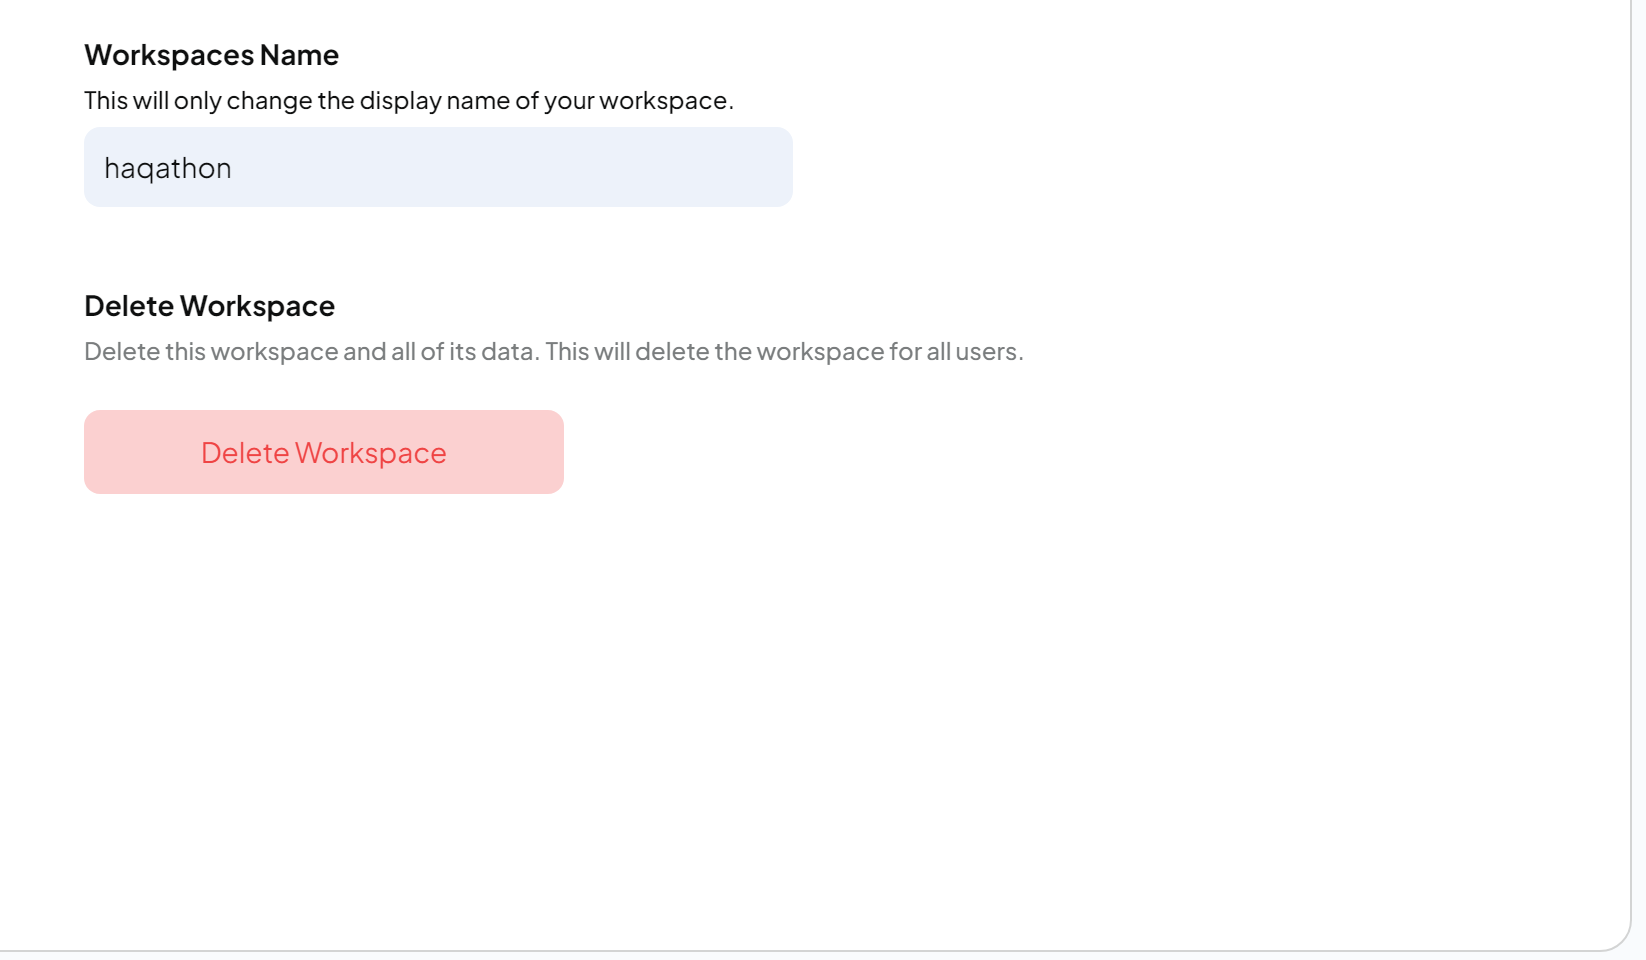 Workspaces Name
This will only change the display name of your workspace.
haqathon
Delete Workspace
Delete this workspace and all of its data. This will delete the workspace for all users.
Delete Workspace